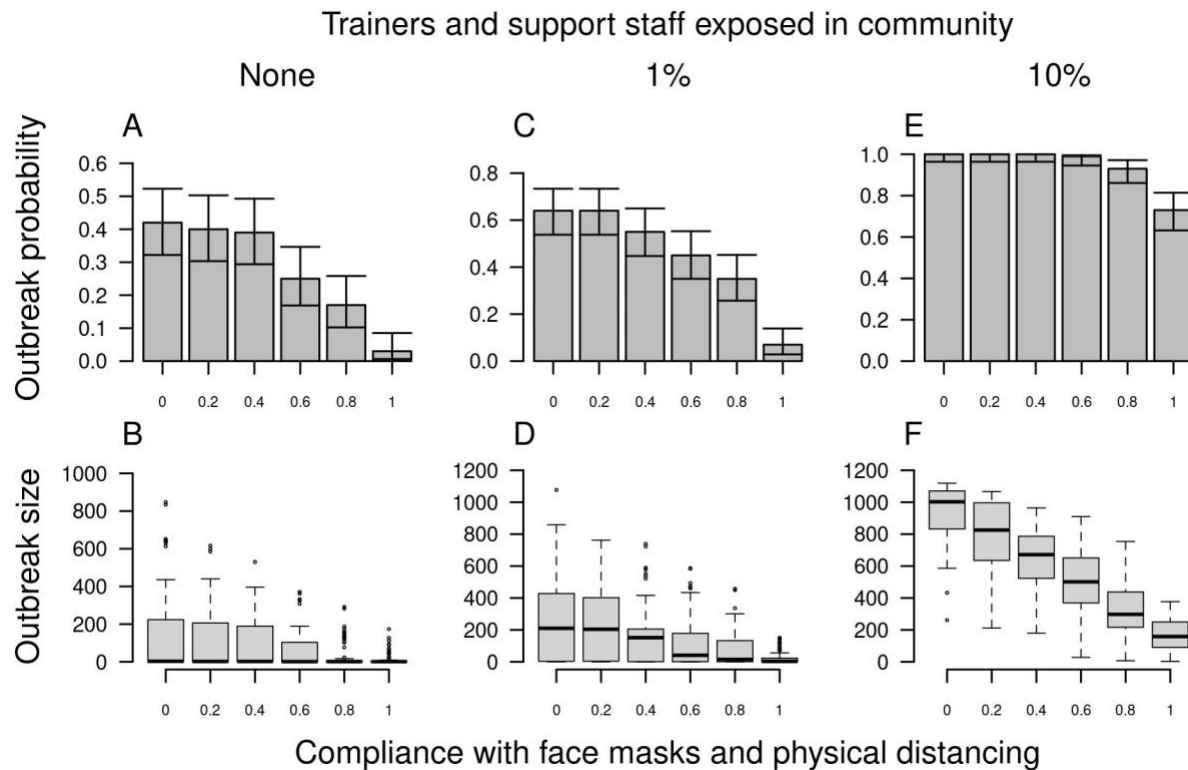 Trainers and support staff exposed in community
None 1% 10%
A C E
Outbreak probability
0.6
0.5
0.4
0.3
0.2
0.1
0.0
0 0.2 0.4 0.6 0.8 1
0.8
0.6
0.4
0.2
0.0
0 0.2 0.4 0.6 0.8 1
1.0
0.8
0.6
0.4
0.2
0.0
0 0.2 0.4 0.6 0.8 1
B D F
Outbreak size
1000
800
600
400
200
0
0 0.2 0.4 0.6 0.8 1
1200
1000
800
600
400
200
0
0 0.2 0.4 0.6 0.8 1
1200
1000
800
600
400
200
0
0 0.2 0.4 0.6 0.8 1
Compliance with face masks and physical distancing